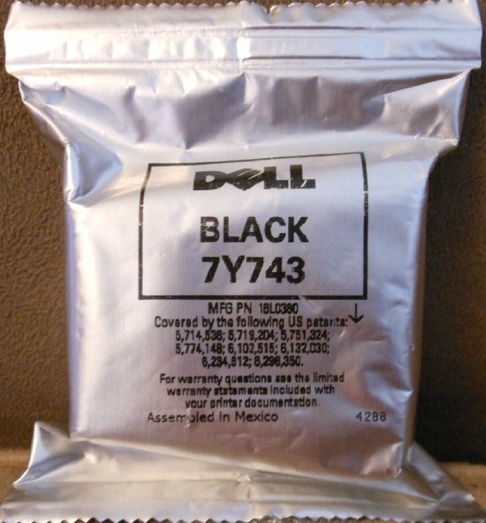 DELL
BLACK
7Y743
MFG PN 18L0380
Covered by the following US patents:
5,714,538; 5,719,204; 5,751,324;
5,774,148; 6,102,515; 6,132,030;
6,234,612; 6,296,350.
For warranty questions see the limited
warranty statements included with
your printer documentation.
Assembled in Mexico 4288